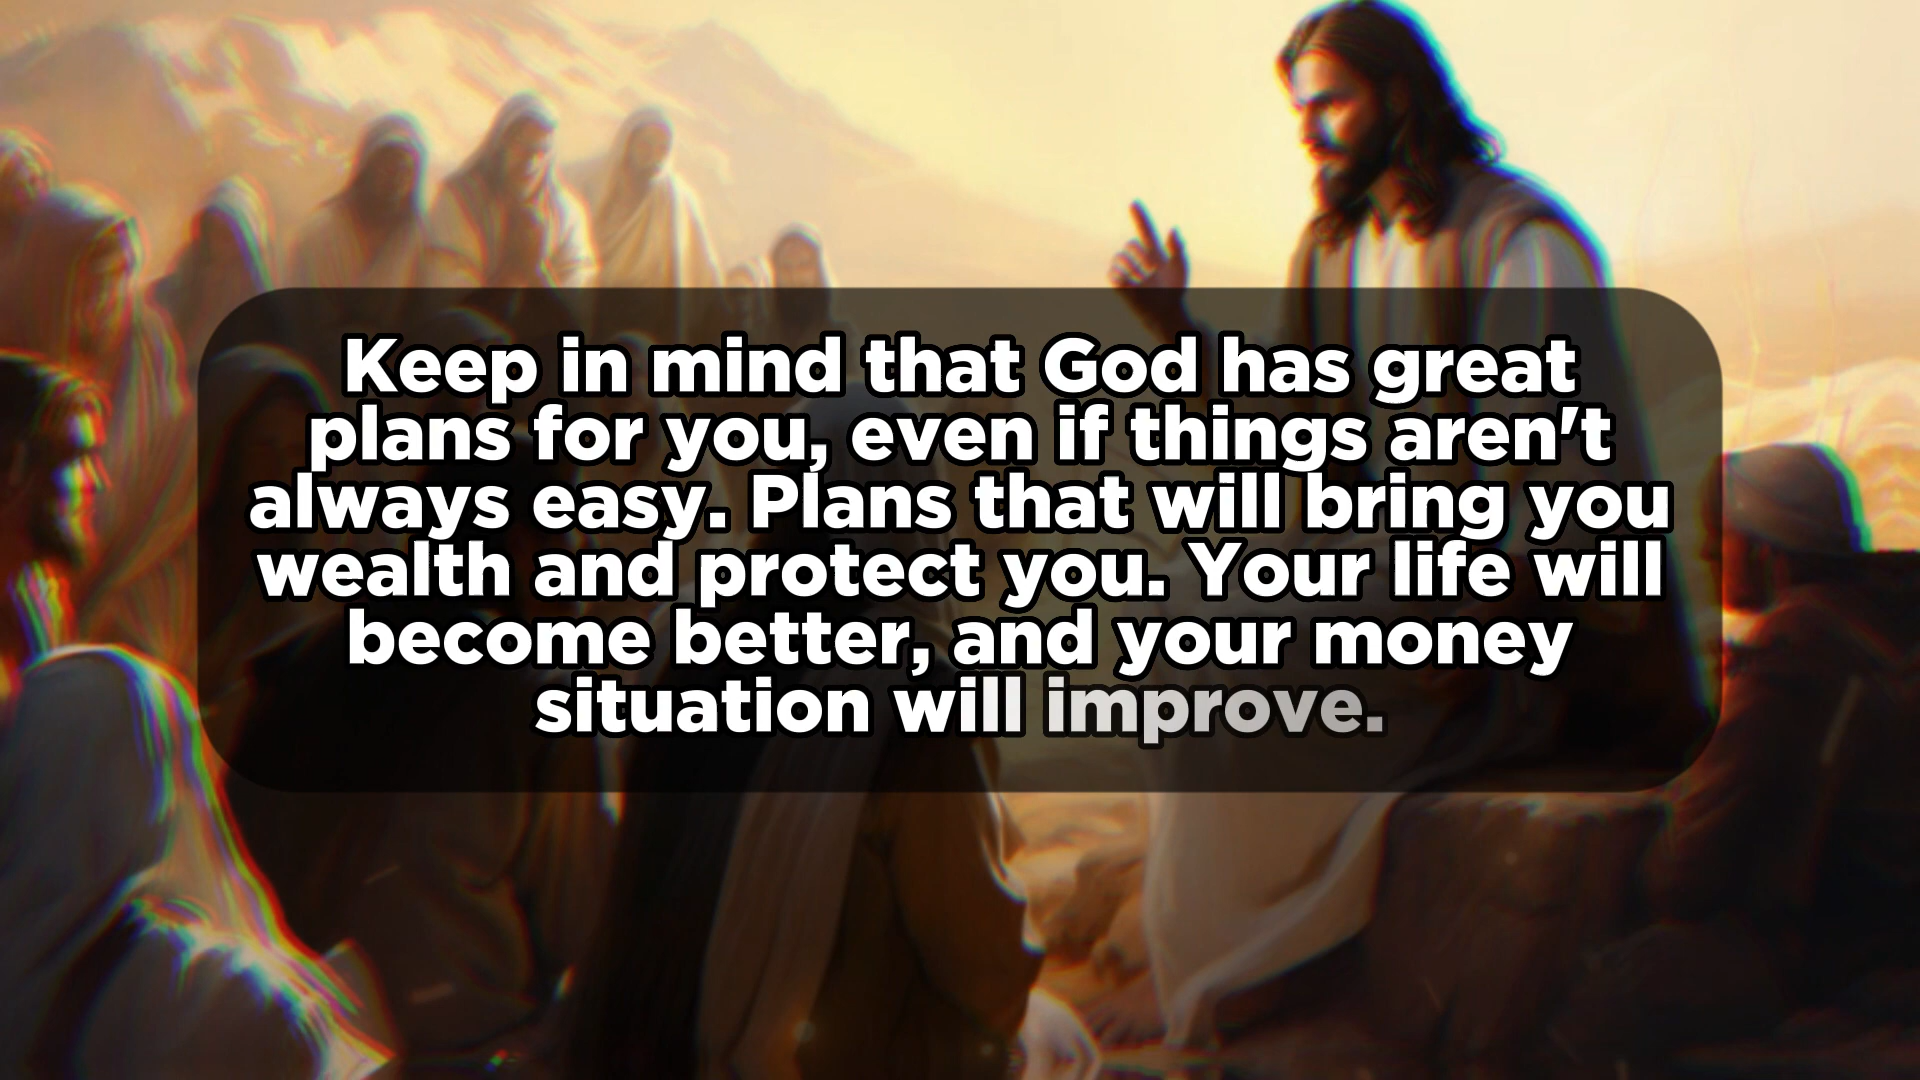 Keep in mind that God has great
plans for you, even if things aren't
always easy. Plans that will bring you
wealth and protect you. Your life will
become better, and your money
situation will improve.